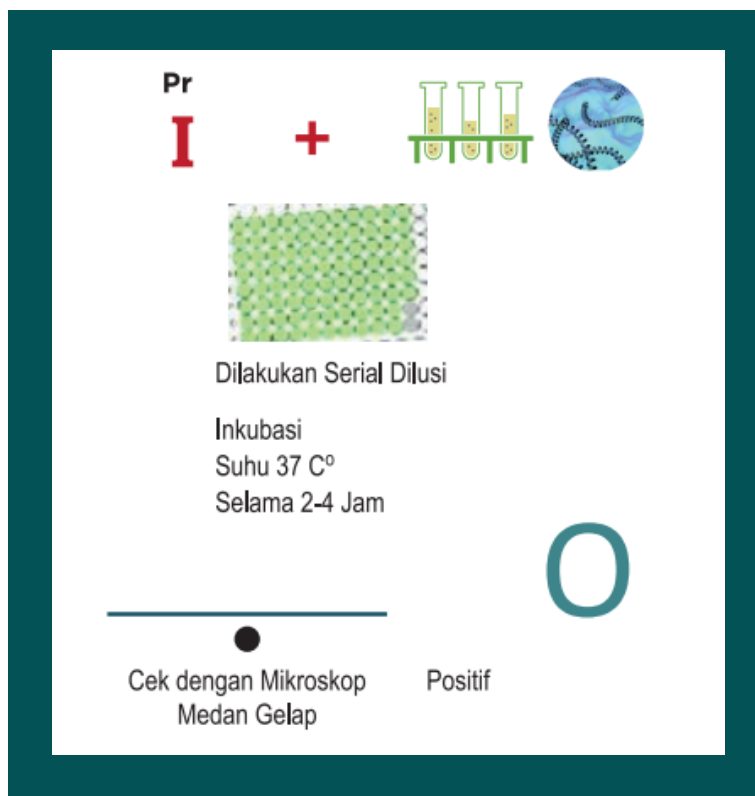 Pr
I +
Dilakukan Serial Dilusi
Inkubasi
Suhu 37 Cº
Selama 2-4 Jam
O
Cek dengan Mikroskop Positif
Medan Gelap